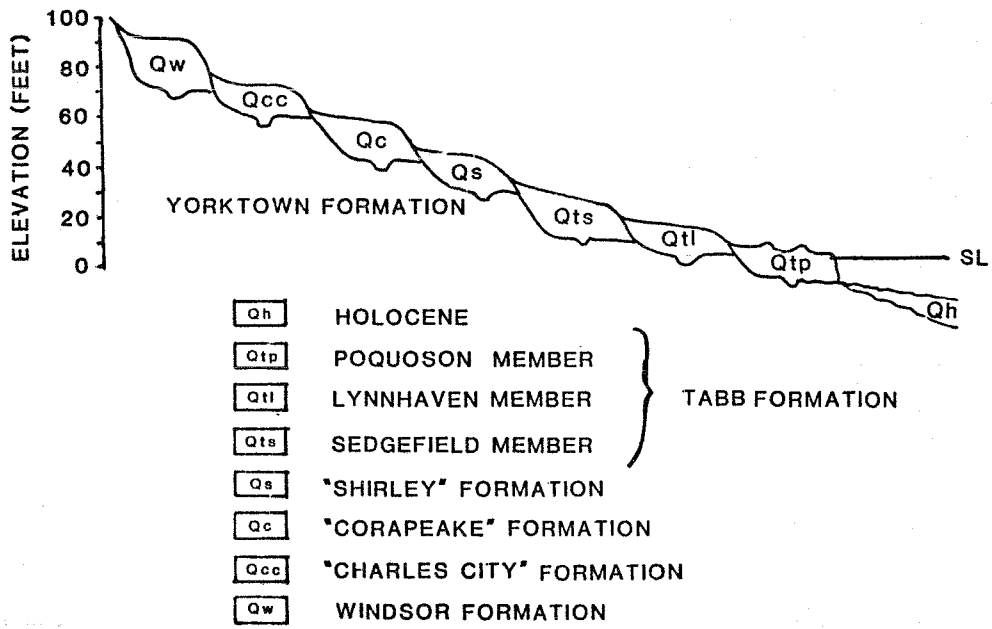 ELEVATION (FEET)
100
80
60
40
20
0
Qw
Qcc
Qc
Qs
Qts
Qtl
Qtp
SL
Qh
YORKTOWN FORMATION
Qh HOLOCENE
Qtp POQUOSON MEMBER
Qtl LYNNHAVEN MEMBER
Qts SEDGEFIELD MEMBER
TABB FORMATION
Qs "SHIRLEY" FORMATION
Qc "CORAPEAKE" FORMATION
Qcc "CHARLES CITY" FORMATION
Qw WINDSOR FORMATION